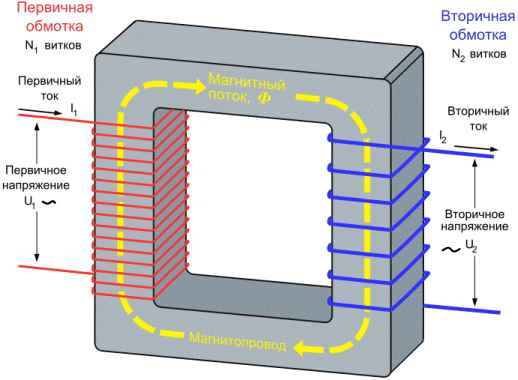 Первичная
обмотка
N1 витков
Первичный
ток
I1
Первичное
напряжение
U1 ~
Магнитный
поток, Ф
Магнитопровод
Вторичная
обмотка
N2 витков
Вторичный
ток
I2
Вторичное
напряжение
~ U2